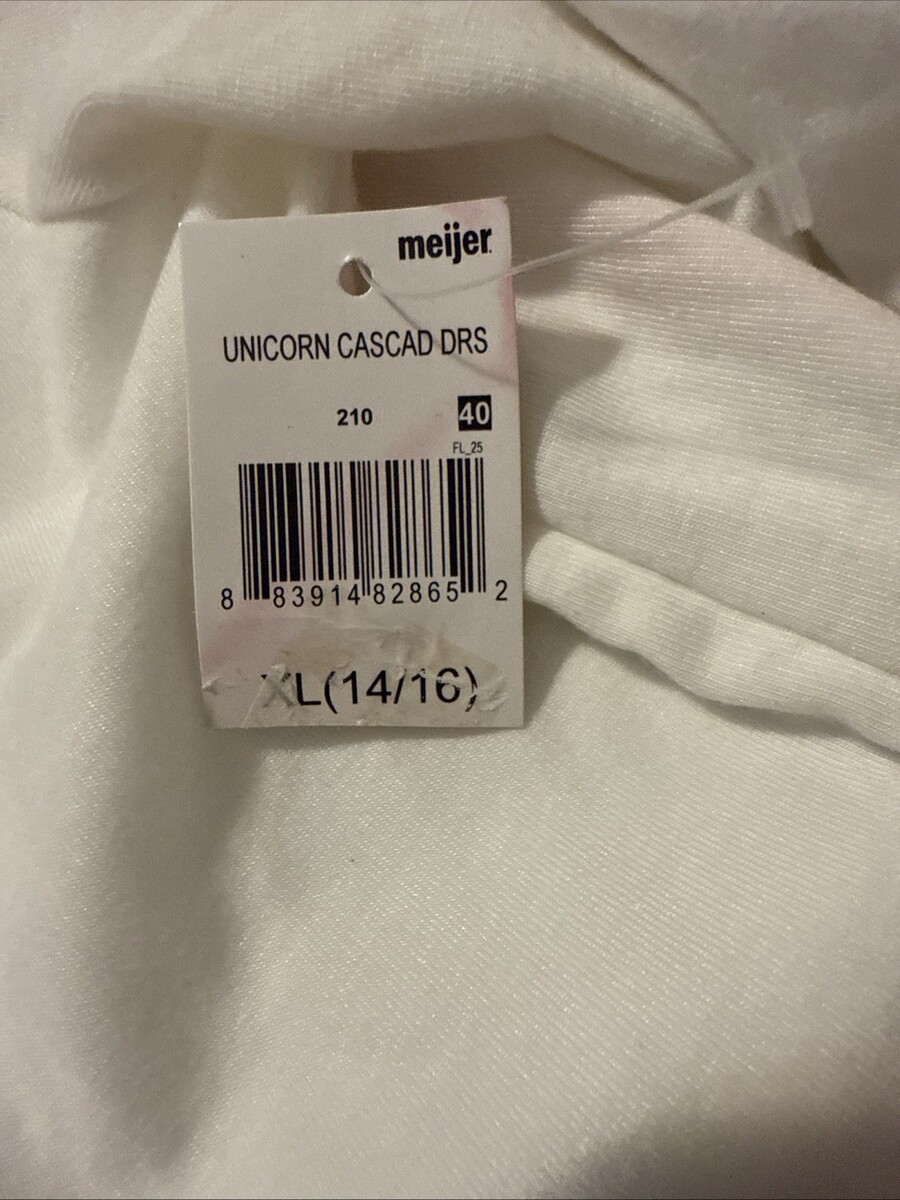 meijer
UNICORN CASCAD DRS
210 40
FL_25
8 83914 82865 2
XL(14/16)